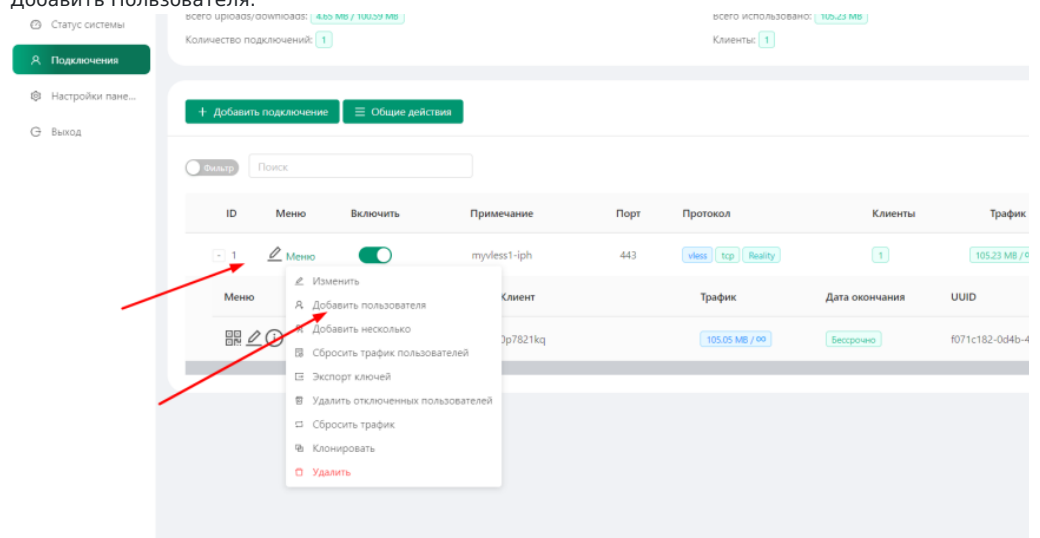 Добавить Пользователя.
Статус системы
Всего uploads/downloads: 4.65 MB / 100.59 MB
Всего использовано: 105.23 MB
Количество подключений: 1
Клиенты: 1
Подключения
Настройки пане...
Выход
+ Добавить подключение
Общие действия
Фильтр
Поиск
ID Меню Включить Примечание Порт Протокол Клиенты Трафик
- 1 Меню myvless1-iph 443 vless tcp Reality 1 105.23 MB /
Изменить
Меню Клиент Трафик Дата окончания UUID
Добавить пользователя
Добавить несколько
0p7821kq 105.05 MB / ∞ Бессрочно f071c182-0d4b-4
Сбросить трафик пользователей
Экспорт ключей
Удалить отключенных пользователей
Сбросить трафик
Клонировать
Удалить